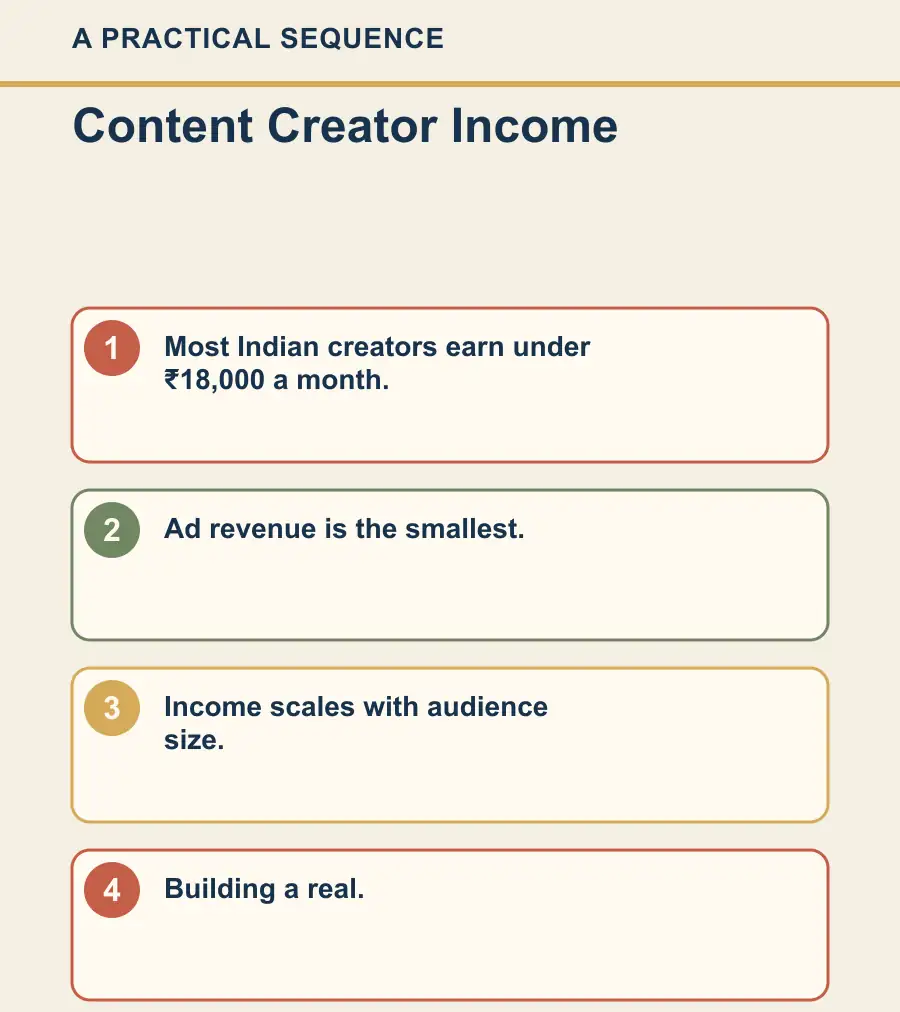 A PRACTICAL SEQUENCE
Content Creator Income
1
Most Indian creators earn under
₹18,000 a month.
2
Ad revenue is the smallest.
3
Income scales with audience
size.
4
Building a real.